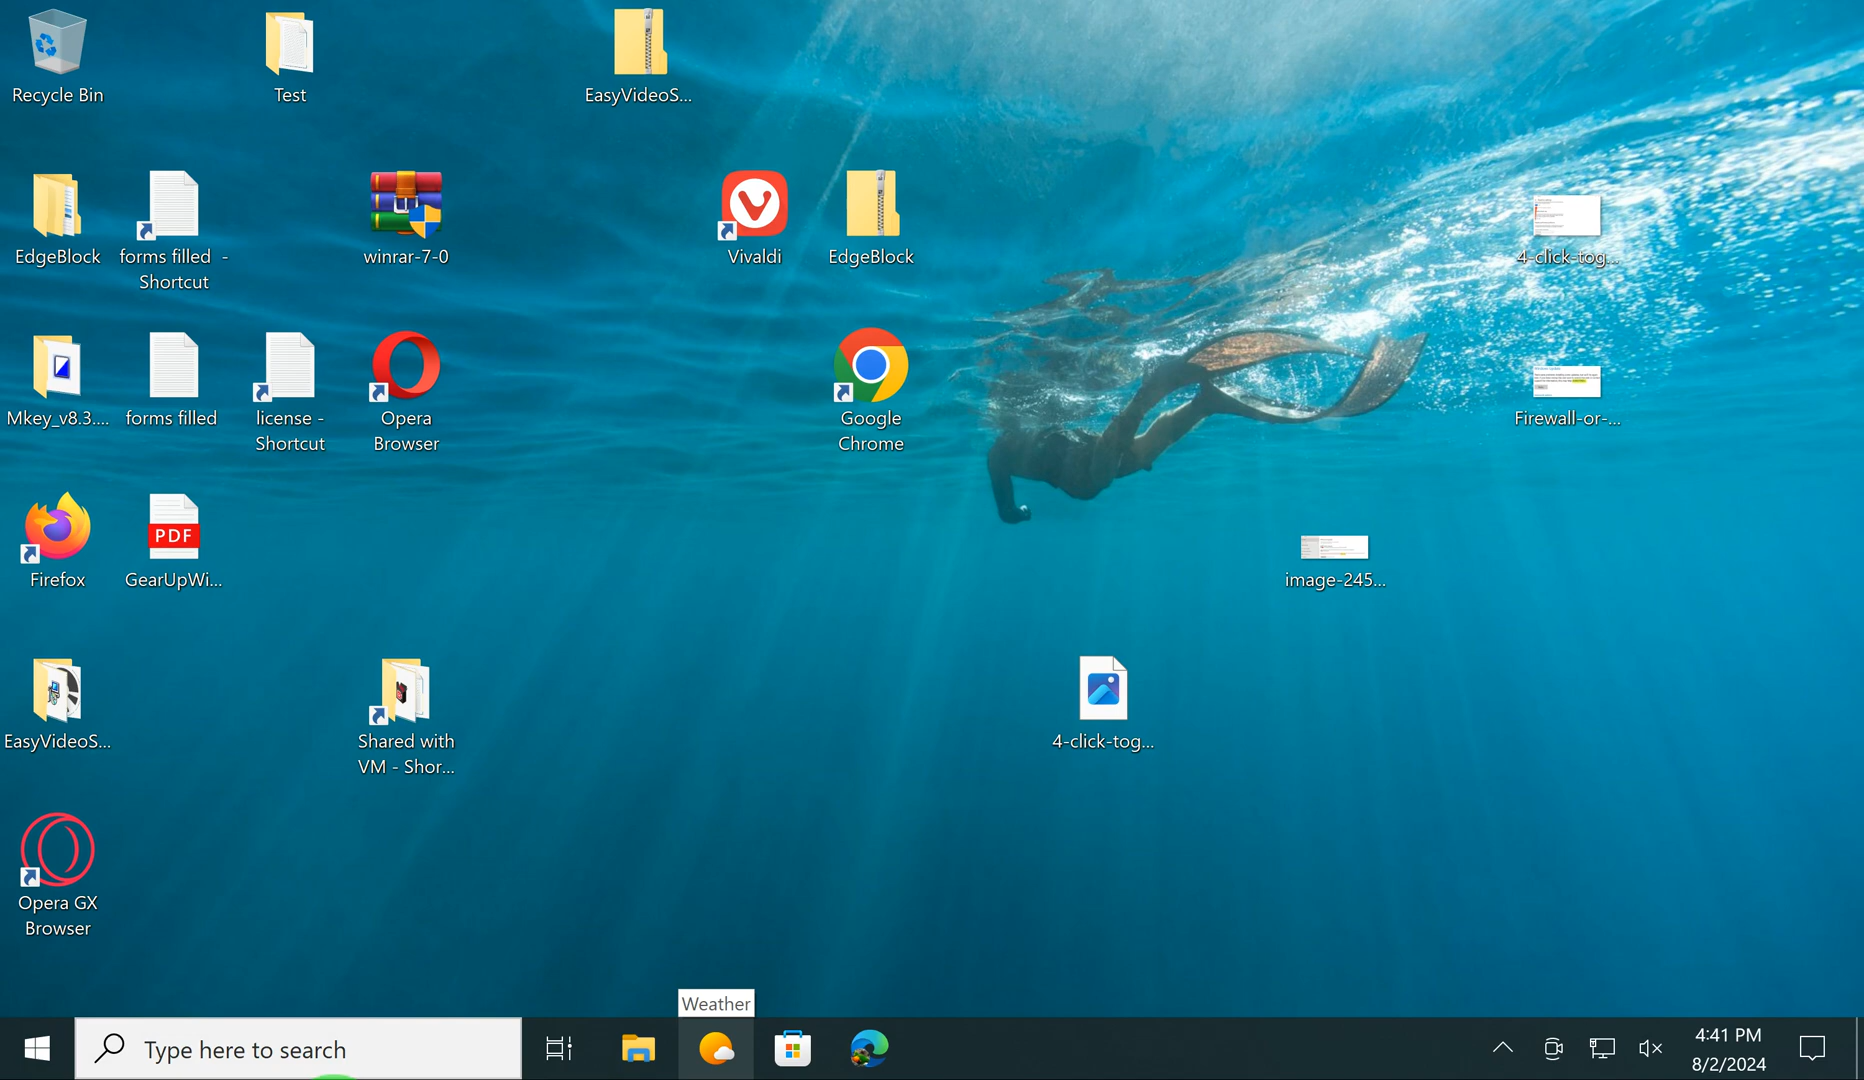 Recycle Bin
Test
EasyVideoS...
EdgeBlock
forms filled -
Shortcut
winrar-7-0
Vivaldi
EdgeBlock
4-click-tog...
Mkey_v8.3....
forms filled
license -
Shortcut
Opera
Browser
Google
Chrome
Firewall-or-...
Firefox
PDF
GearUpWi...
image-245...
EasyVideoS...
Shared with
VM - Shor...
4-click-tog...
Opera GX
Browser
Weather
Type here to search
4:41 PM
8/2/2024